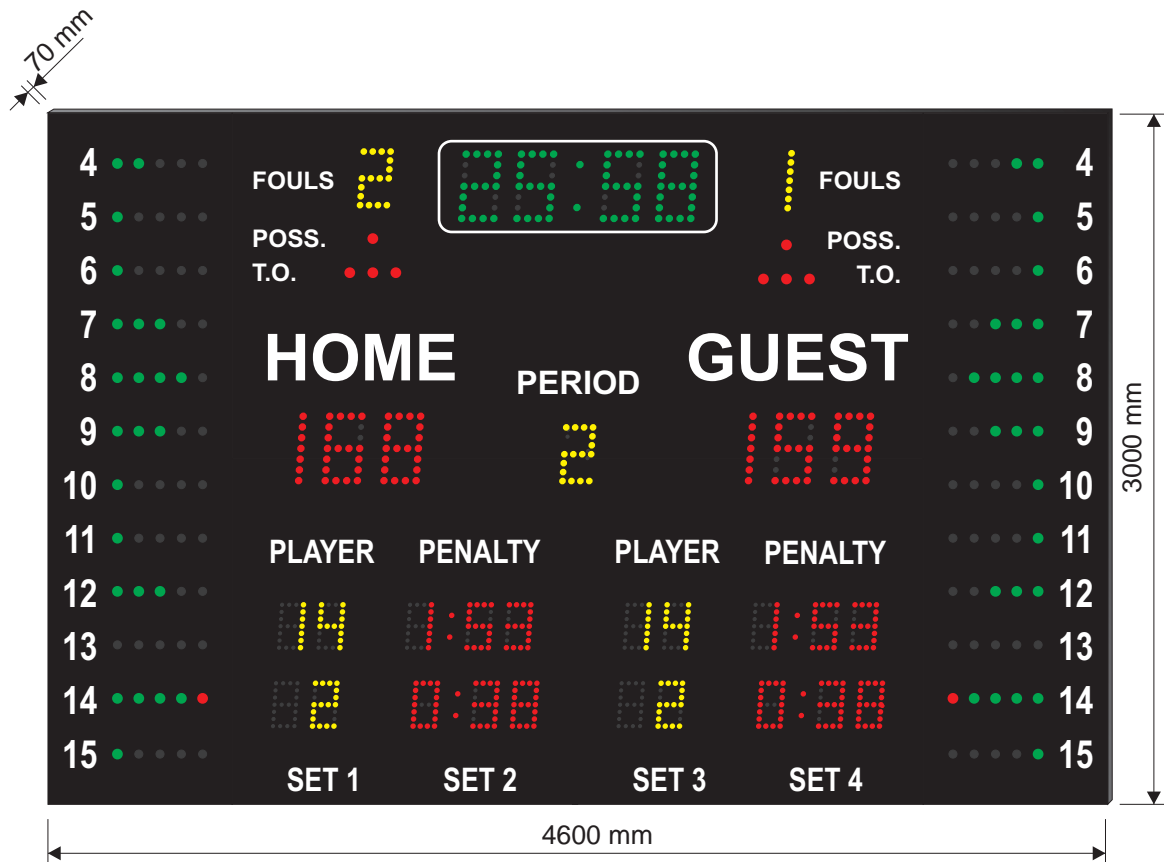 70 mm
4 2 25:58 1 4
FOULS FOULS
5 5
POSS. POSS.
6 T.O. T.O. 6
7 7
HOME GUEST
8 PERIOD 8
9 168 2 159 9
10 10
11 11
PLAYER PENALTY PLAYER PENALTY
12 12
14 1:53 14 1:53
13 13
14 2 0:38 2 0:38 14
15 15
SET 1 SET 2 SET 3 SET 4
3000 mm
4600 mm